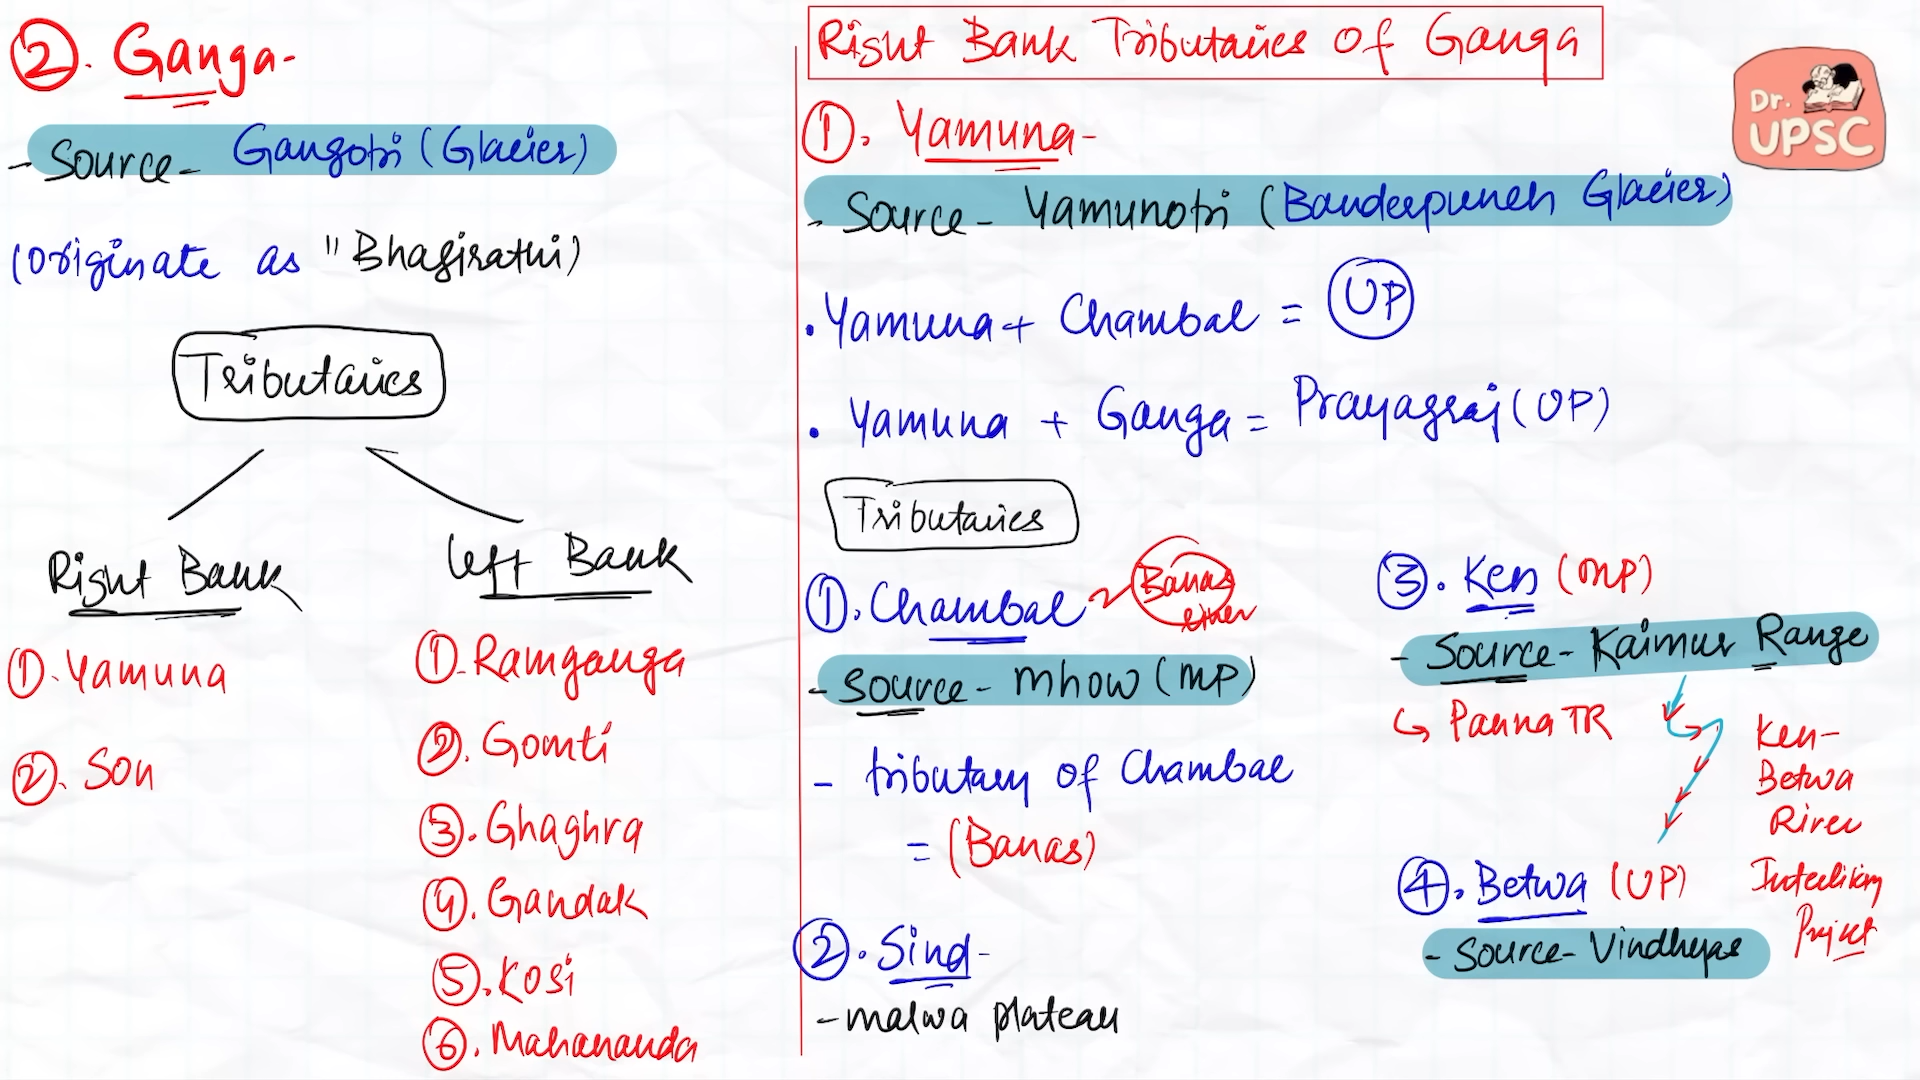 2. Ganga-
- Source- Gangotri (Glacier)
(originate as "Bhagirathi)
Tributaries
Right Bank
1. Yamuna
2. Son
Left Bank
1. Ramganga
2. Gomti
3. Ghaghra
4. Gandak
5. Kosi
6. Mahananda
Right Bank Tributaries Of Ganga
Dr.
UPSC
1. Yamuna-
- Source- Yamunotri (Banderpunch Glacier)
. Yamuna + Chambal = UP
. Yamuna + Ganga = Prayagraj (UP)
Tributaries
1. Chambal
Banas
river
- Source- Mhow (MP)
- tributary of Chambal
= (Banas)
2. Sind-
- malwa plateau
3. Ken (MP)
- Source- Kaimur Range
Panna TR
Ken-
Betwa
River
Interlinking
Project
4. Betwa (UP)
- Source- Vindhyas